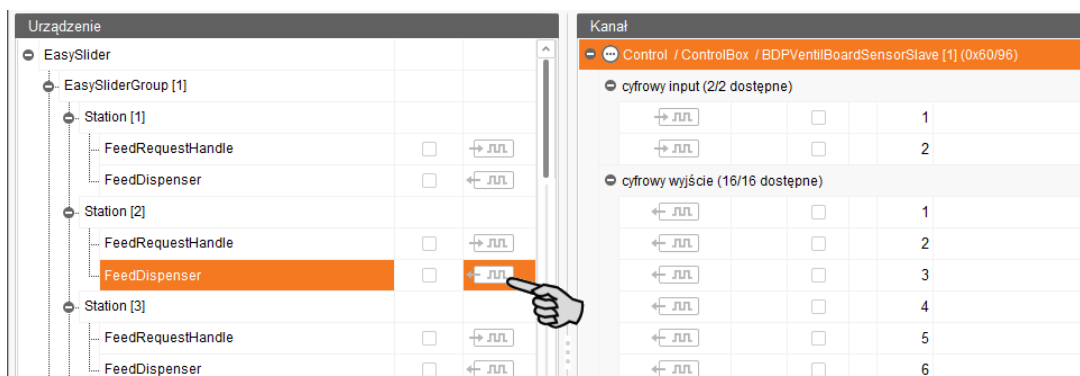 Urządzenie
EasySlider
EasySliderGroup [1]
Station [1]
FeedRequestHandle
FeedDispenser
Station [2]
FeedRequestHandle
FeedDispenser
Station [3]
FeedRequestHandle
FeedDispenser
Kanał
Control / ControlBox / BDPVentilBoardSensorSlave [1] (0x60/96)
cyfrowy input (2/2 dostępne)
1
2
cyfrowy wyjście (16/16 dostępne)
1
2
3
4
5
6